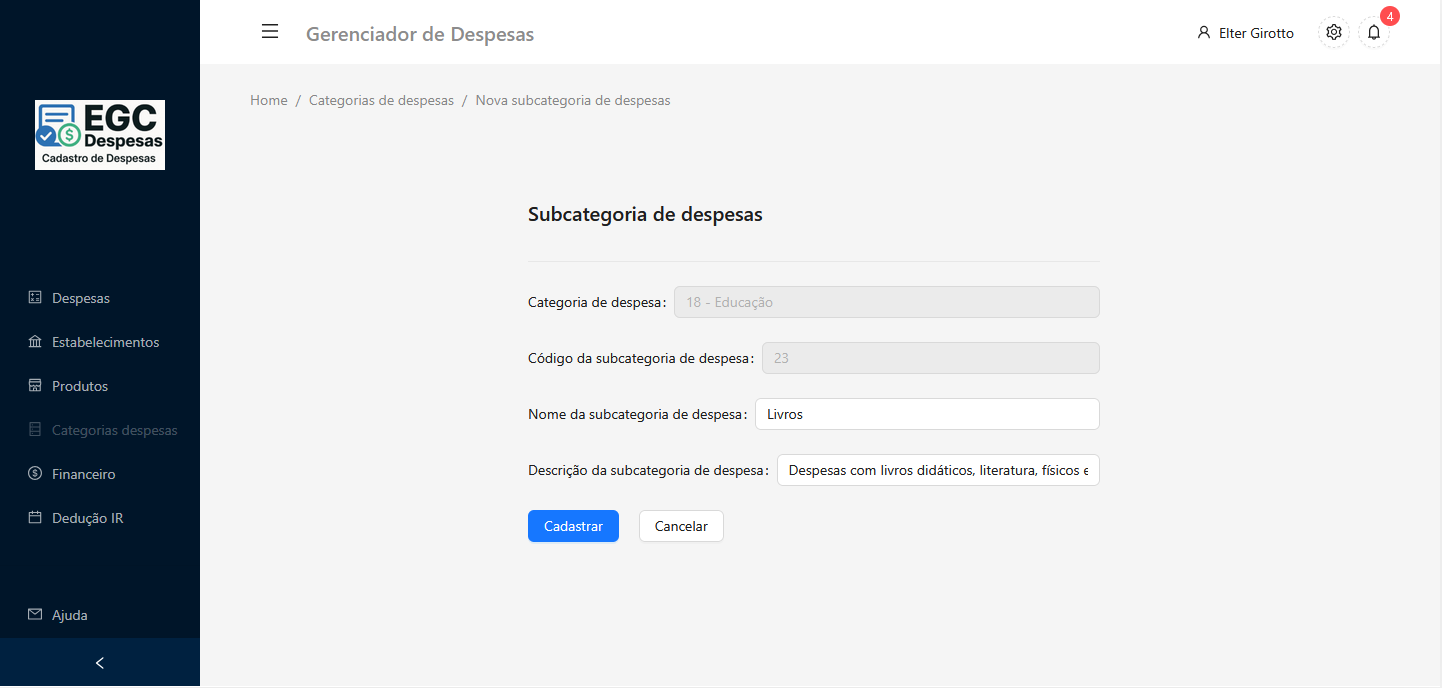 Gerenciador de Despesas
Elter Girotto
4
EGC
Despesas
Cadastro de Despesas
Home / Categorias de despesas / Nova subcategoria de despesas
Subcategoria de despesas
Categoria de despesa: 18 - Educação
Código da subcategoria de despesa: 23
Nome da subcategoria de despesa: Livros
Descrição da subcategoria de despesa: Despesas com livros didáticos, literatura, físicos e
Cadastrar Cancelar
Despesas
Estabelecimentos
Produtos
Categorias despesas
Financeiro
Dedução IR
Ajuda